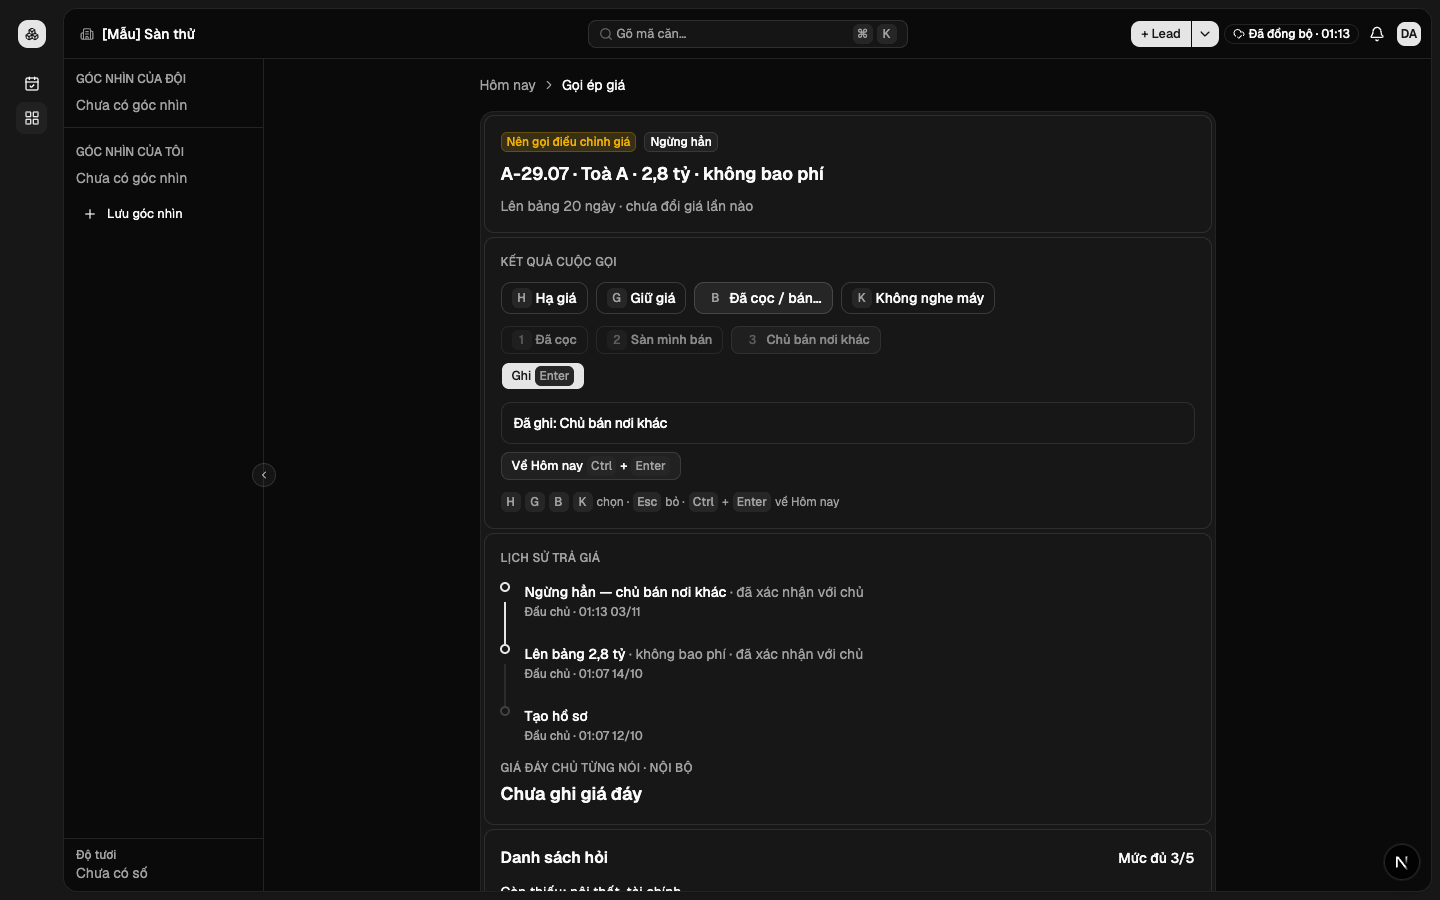 [Mẫu] Sàn thử
Gõ mã căn...
⌘ K
+ Lead
Đã đồng bộ · 01:13
DA
GÓC NHÌN CỦA ĐỘI
Chưa có góc nhìn
GÓC NHÌN CỦA TÔI
Chưa có góc nhìn
+ Lưu góc nhìn
Độ tươi
Chưa có số
Hôm nay > Gọi ép giá
Nên gọi điều chỉnh giá Ngừng hẳn
A-29.07 · Toà A · 2,8 tỷ · không bao phí
Lên bảng 20 ngày · chưa đổi giá lần nào
KẾT QUẢ CUỘC GỌI
H Hạ giá G Giữ giá B Đã cọc / bán... K Không nghe máy
1 Đã cọc 2 Sàn mình bán 3 Chủ bán nơi khác
Ghi Enter
Đã ghi: Chủ bán nơi khác
Về Hôm nay Ctrl + Enter
H G B K chọn · Esc bỏ · Ctrl + Enter về Hôm nay
LỊCH SỬ TRẢ GIÁ
Ngừng hẳn — chủ bán nơi khác · đã xác nhận với chủ
Đầu chủ · 01:13 03/11
Lên bảng 2,8 tỷ · không bao phí · đã xác nhận với chủ
Đầu chủ · 01:07 14/10
Tạo hồ sơ
Đầu chủ · 01:07 12/10
GIÁ ĐÁY CHỦ TỪNG NÓI · NỘI BỘ
Chưa ghi giá đáy
Danh sách hỏi
Mức đủ 3/5
Còn thiếu: nội thất, tài chính
N